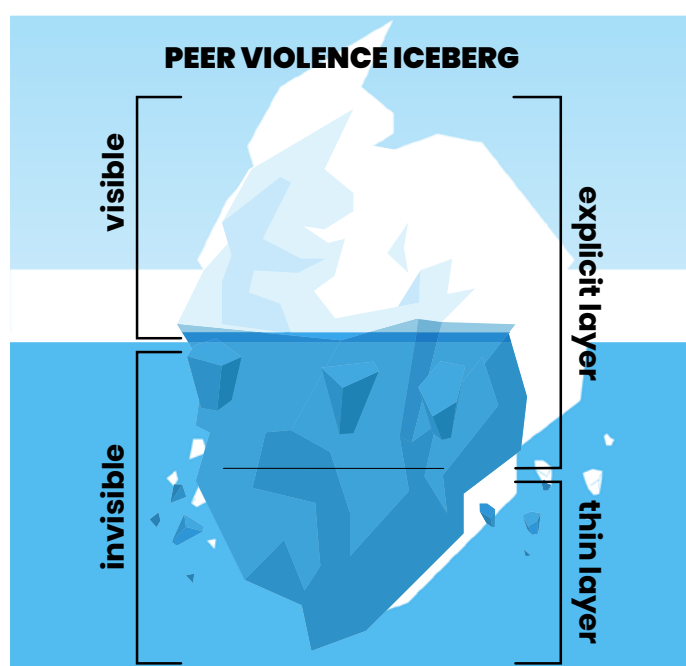 PEER VIOLENCE ICEBERG
visible
explicit layer
invisible
thin layer